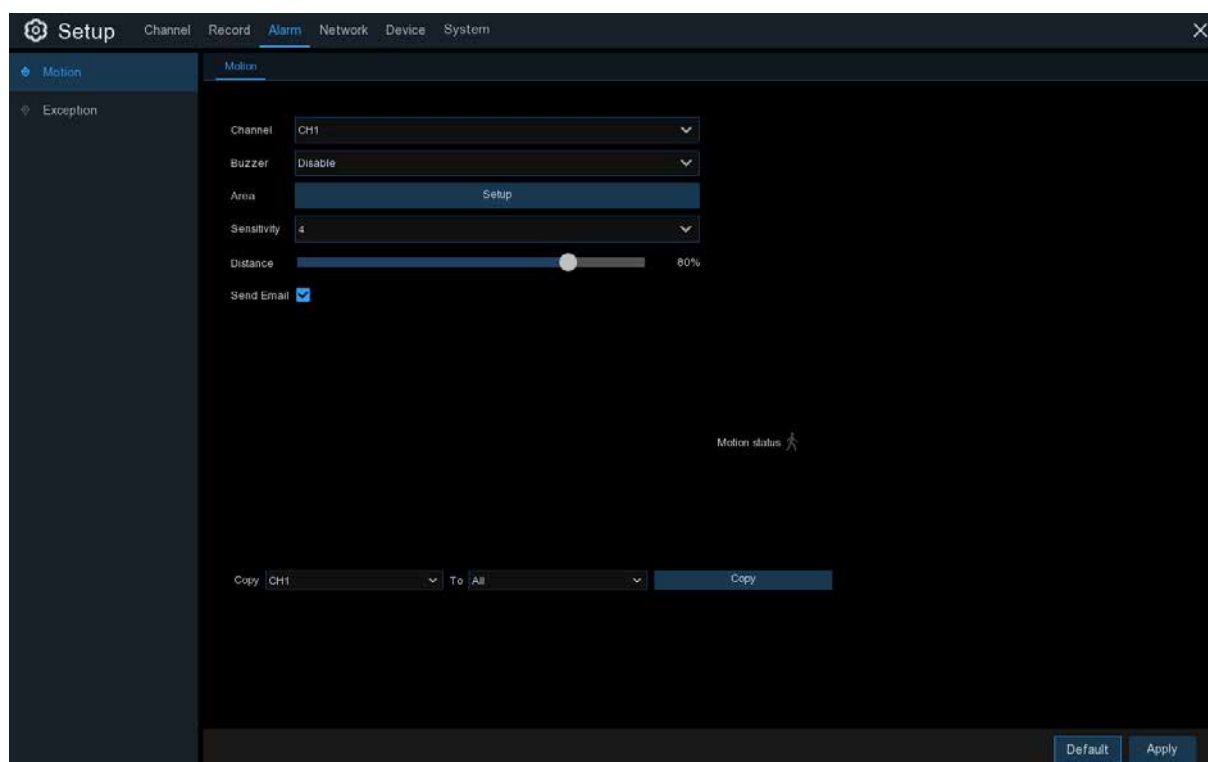 Setup Channel Record Alarm Network Device System
Motion
Exception
Motion
Channel CH1
Buzzer Disable
Area Setup
Sensitivity 4
Distance 80%
Send Email
Motion status
Copy CH1 To All Copy
Default Apply